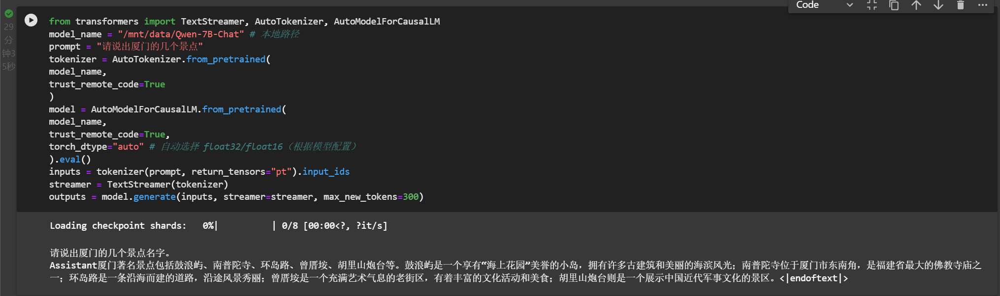 Code
29
分
钟3
5秒
from transformers import TextStreamer, AutoTokenizer, AutoModelForCausalLM
model_name = "/mnt/data/Qwen-7B-Chat" # 本地路径
prompt = "请说出厦门的几个景点"
tokenizer = AutoTokenizer.from_pretrained(
model_name,
trust_remote_code=True
)
model = AutoModelForCausalLM.from_pretrained(
model_name,
trust_remote_code=True,
torch_dtype="auto" # 自动选择 float32/float16（根据模型配置）
).eval()
inputs = tokenizer(prompt, return_tensors="pt").input_ids
streamer = TextStreamer(tokenizer)
outputs = model.generate(inputs, streamer=streamer, max_new_tokens=300)
Loading checkpoint shards:   0%|          | 0/8 [00:00<?, ?it/s]
请说出厦门的几个景点名字。
Assistant厦门著名景点包括鼓浪屿、南普陀寺、环岛路、曾厝垵、胡里山炮台等。鼓浪屿是一个享有“海上花园”美誉的小岛，拥有许多古建筑和美丽的海滨风光；南普陀寺位于厦门市东南角，是福建省最大的佛教寺庙之
一；环岛路是一条沿海而建的道路，沿途风景秀丽；曾厝垵是一个充满艺术气息的老街区，有着丰富的文化活动和美食；胡里山炮台则是一个展示中国近代军事文化的景区。<|endoftext|>